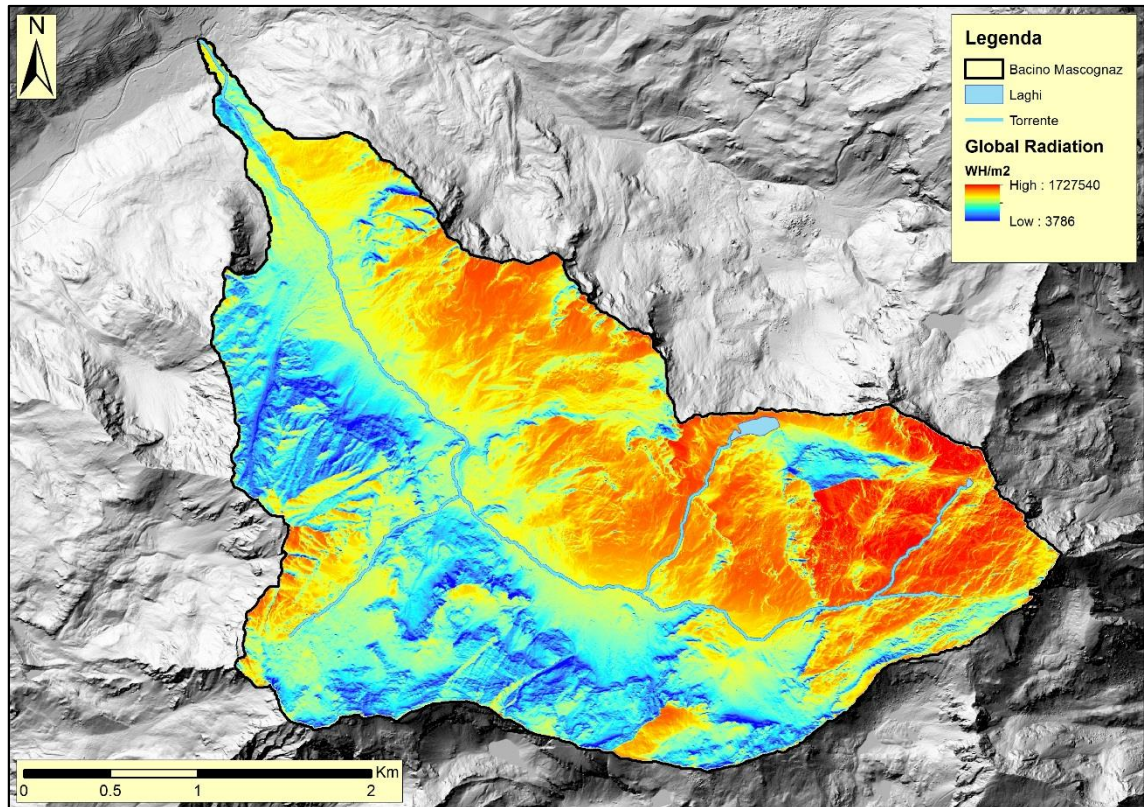 N
Legenda
Bacino Mascognaz
Laghi
Torrente
Global Radiation
WH/m2
High : 1727540
Low : 3786
Km
0 0.5 1 2